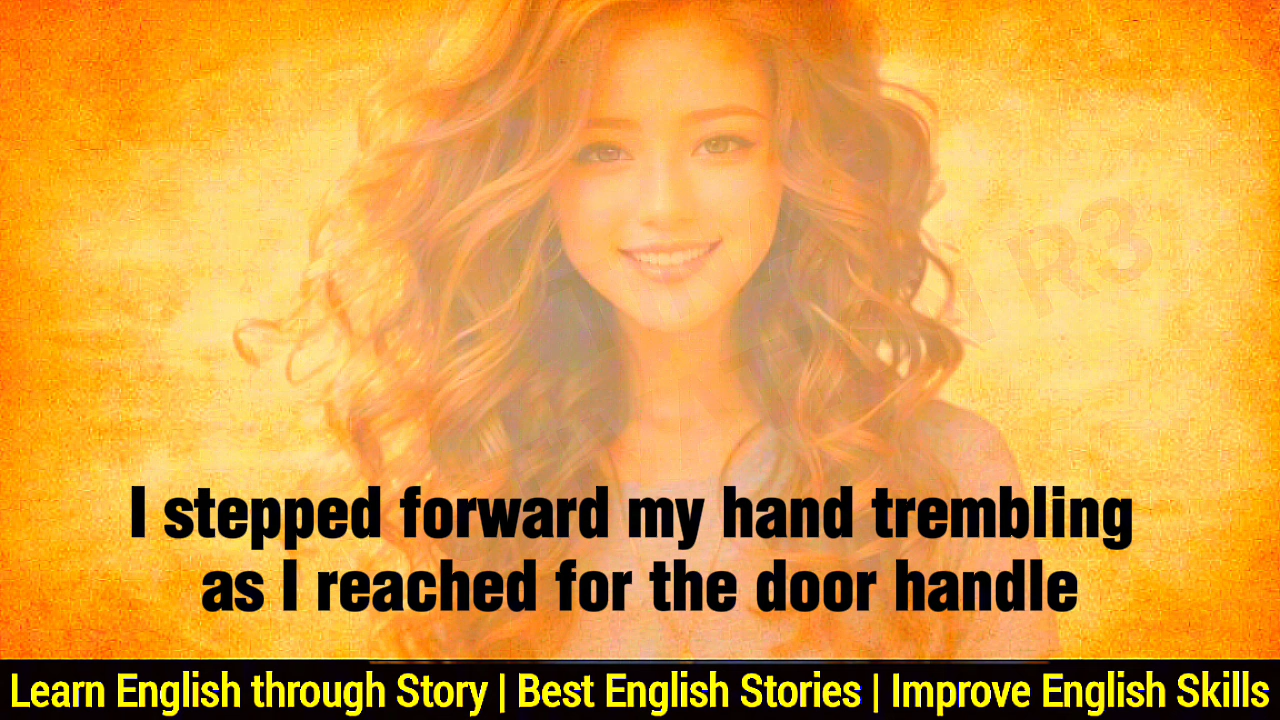 R3
I stepped forward my hand trembling
as I reached for the door handle
Learn English through Story | Best English Stories | Improve English Skills